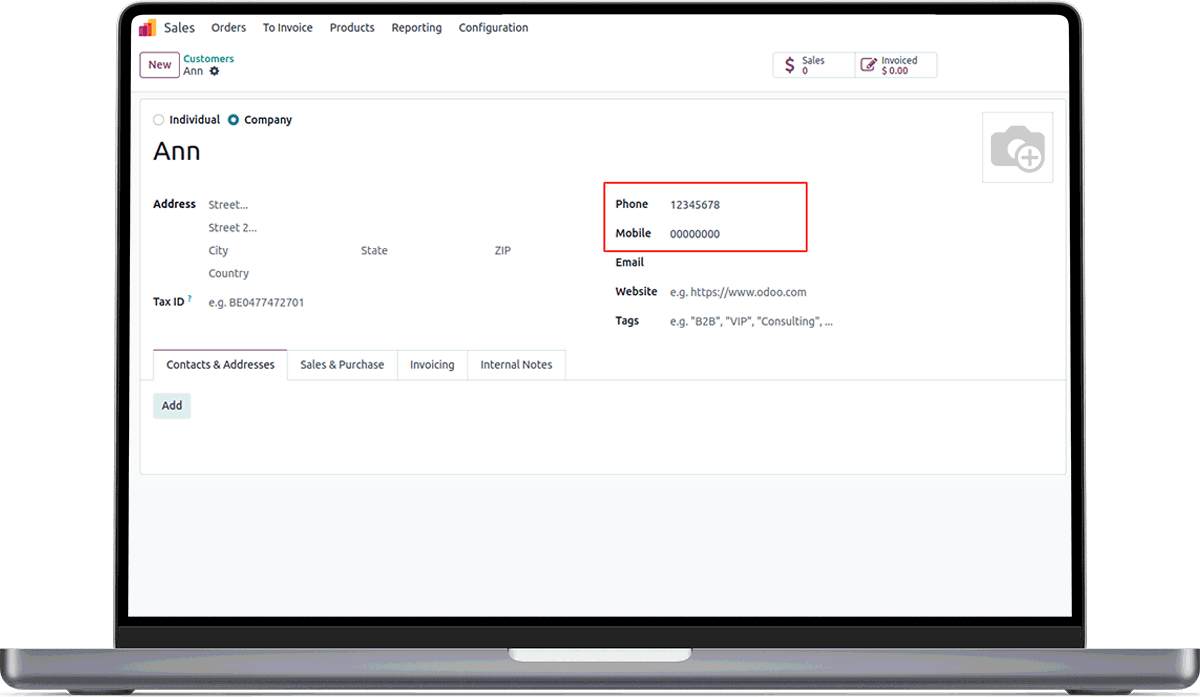 Sales Orders To Invoice Products Reporting Configuration
New Customers
Ann
Sales
0
Invoiced
$ 0.00
Individual Company
Ann
Address Street...
Street 2...
City State ZIP
Country
Tax ID ? e.g. BE0477472701
Phone 12345678
Mobile 00000000
Email
Website e.g. https://www.odoo.com
Tags e.g. "B2B", "VIP", "Consulting", ...
Contacts & Addresses Sales & Purchase Invoicing Internal Notes
Add